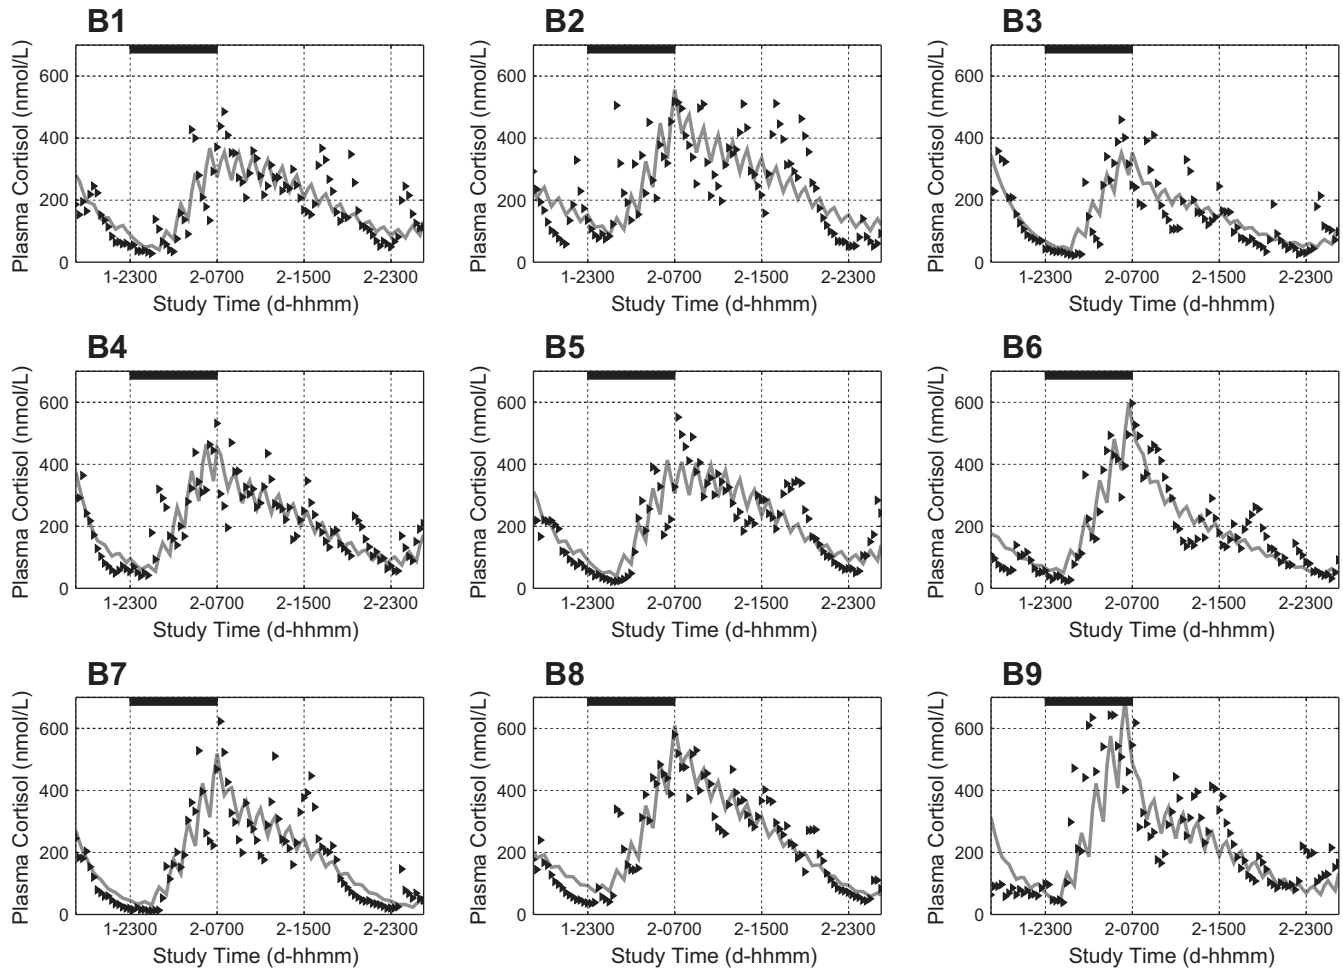 B1 B2 B3
Plasma Cortisol (nmol/L) Plasma Cortisol (nmol/L) Plasma Cortisol (nmol/L)
600 600 600
400 400 400
200 200 200
0 0 0
1-2300 2-0700 2-1500 2-2300 1-2300 2-0700 2-1500 2-2300 1-2300 2-0700 2-1500 2-2300
Study Time (d-hhmm) Study Time (d-hhmm) Study Time (d-hhmm)
B4 B5 B6
Plasma Cortisol (nmol/L) Plasma Cortisol (nmol/L) Plasma Cortisol (nmol/L)
600 600 600
400 400 400
200 200 200
0 0 0
1-2300 2-0700 2-1500 2-2300 1-2300 2-0700 2-1500 2-2300 1-2300 2-0700 2-1500 2-2300
Study Time (d-hhmm) Study Time (d-hhmm) Study Time (d-hhmm)
B7 B8 B9
Plasma Cortisol (nmol/L) Plasma Cortisol (nmol/L) Plasma Cortisol (nmol/L)
600 600 600
400 400 400
200 200 200
0 0 0
1-2300 2-0700 2-1500 2-2300 1-2300 2-0700 2-1500 2-2300 1-2300 2-0700 2-1500 2-2300
Study Time (d-hhmm) Study Time (d-hhmm) Study Time (d-hhmm)